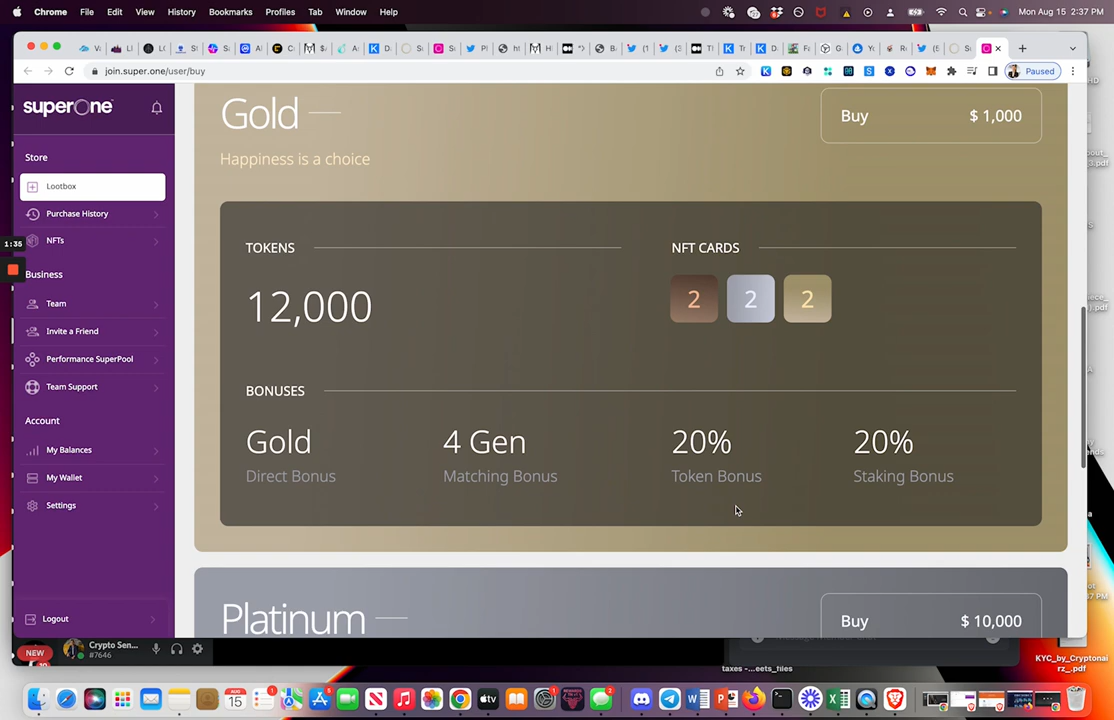 Chrome File Edit View History Bookmarks Profiles Tab Window Help
Mon Aug 15 2:37 PM
join.super.one/user/buy
Paused
superOne
Store
Lootbox
Purchase History
NFTs
1:35
Business
Team
Invite a Friend
Performance SuperPool
Team Support
Account
My Balances
My Wallet
Settings
Logout
Gold
Buy $ 1,000
Happiness is a choice
TOKENS
12,000
NFT CARDS
2 2 2
BONUSES
Gold
Direct Bonus
4 Gen
Matching Bonus
20%
Token Bonus
20%
Staking Bonus
Platinum
Buy $ 10,000
NEW
Crypto Sen...
#7646
taxes -...eets_files
KYC_by_Cryptonai
rz_.pdf
AUG
15